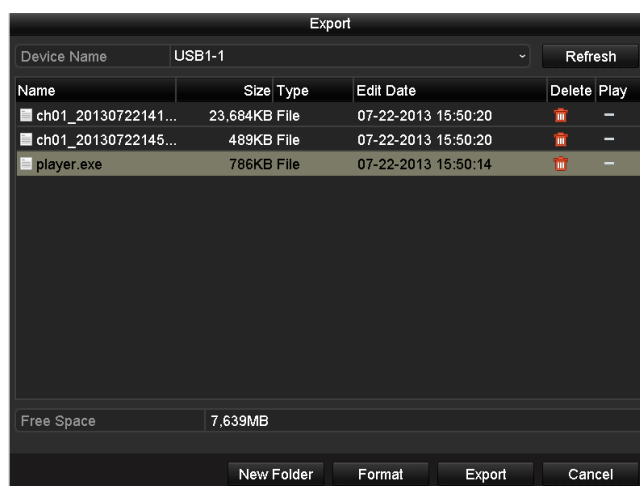 Export
Device Name USB1-1 Refresh
Name Size Type Edit Date Delete Play
ch01_20130722141... 23,684KB File 07-22-2013 15:50:20 –
ch01_20130722145... 489KB File 07-22-2013 15:50:20 –
player.exe 786KB File 07-22-2013 15:50:14 –
Free Space 7,639MB
New Folder Format Export Cancel